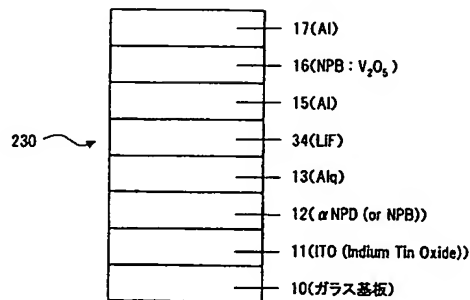 17(Al)
16(NPB : V₂O₅)
15(Al)
34(LiF)
230
13(Alq)
12(αNPD (or NPB))
11(ITO (Indium Tin Oxide))
10(ガラス基板)